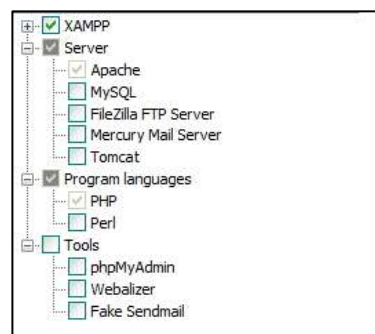 XAMPP
Server
Apache
MySQL
FileZilla FTP Server
Mercury Mail Server
Tomcat
Program languages
PHP
Perl
Tools
phpMyAdmin
Webalizer
Fake Sendmail